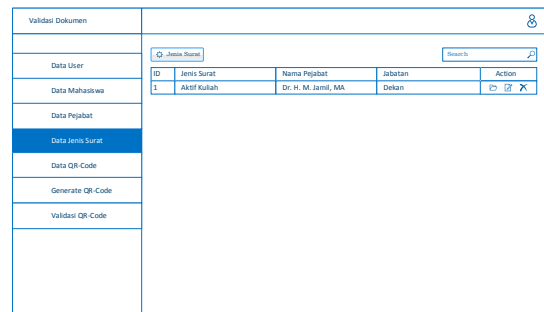 Validasi Dokumen
Data User
Data Mahasiswa
Data Pejabat
Data Jenis Surat
Data QR-Code
Generate QR-Code
Validasi QR-Code
Jenis Surat
Search
ID Jenis Surat Nama Pejabat Jabatan Action
1 Aktif Kuliah Dr. H. M. Jamil, MA Dekan